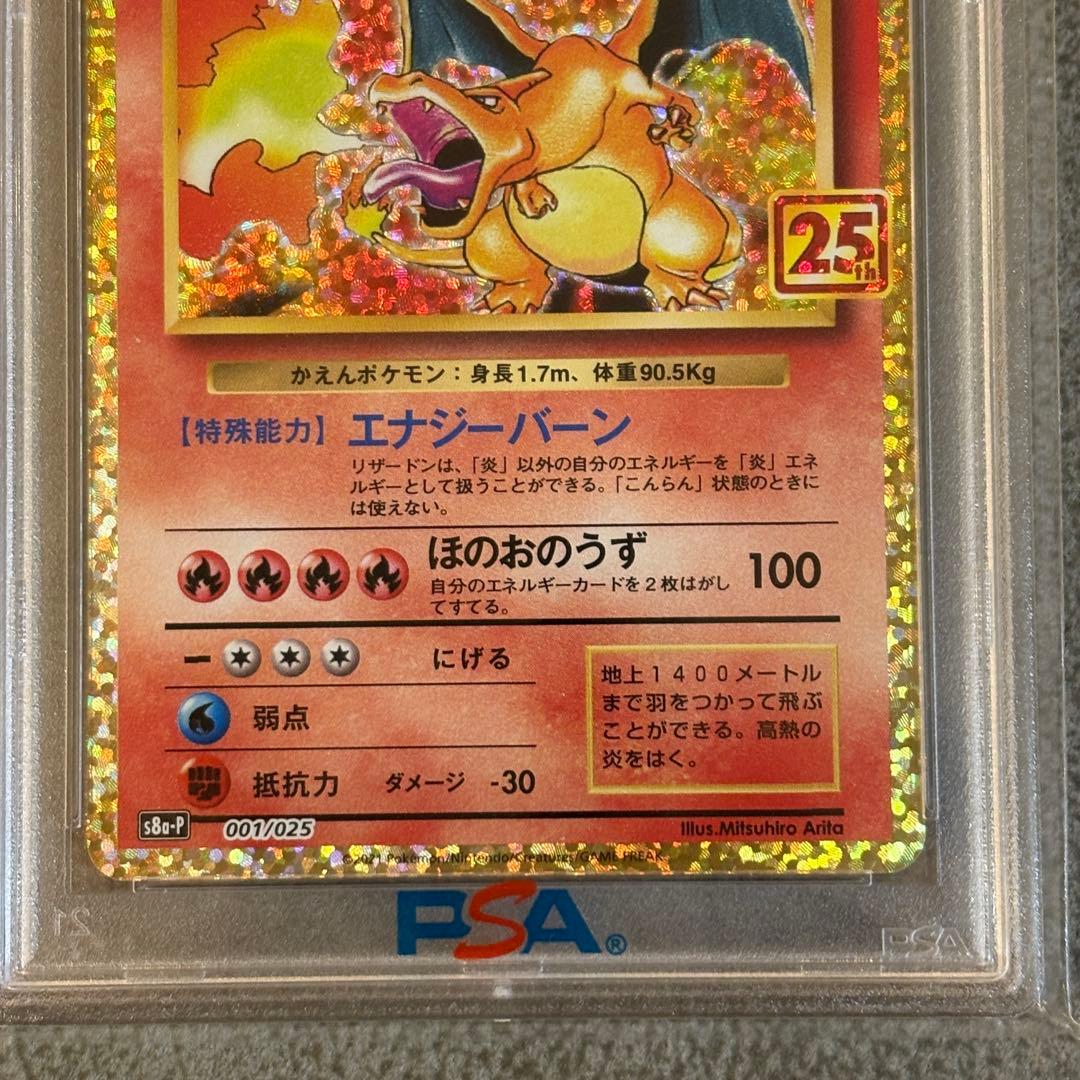 25th
かえんポケモン：身長1.7m、体重90.5Kg
【特殊能力】エナジーバーン
リザードンは、「炎」以外の自分のエネルギーを「炎」エネ
ルギーとして扱うことができる。「こんらん」状態のときに
は使えない。
ほのおのうず 100
自分のエネルギーカードを２枚はがし
てすてる。
にげる
弱点
抵抗力 ダメージ -30
地上１４００メートル
まで羽をつかって飛ぶ
ことができる。高熱の
炎をはく。
s8a-P 001/025 Illus.Mitsuhiro Arita
©2021 Pokémon/Nintendo/Creatures/GAME FREAK
PSA®
PSA